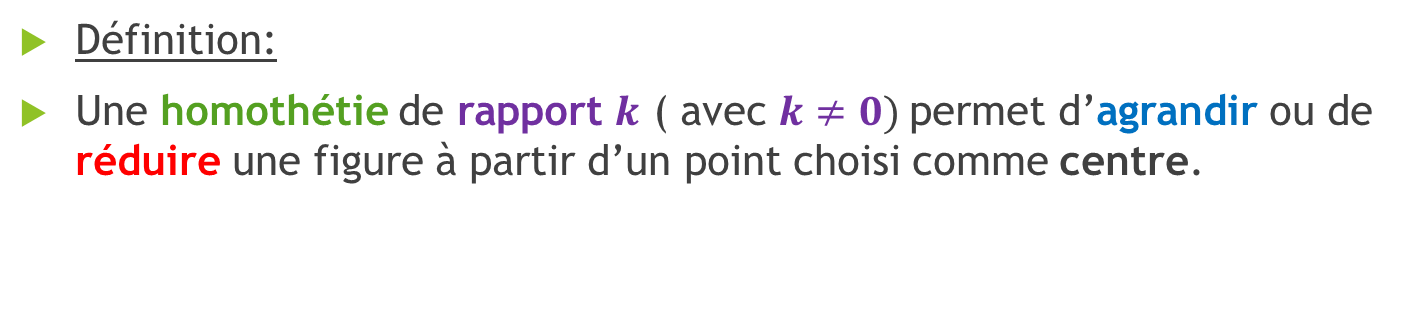 Définition:
Une homothétie de rapport k ( avec k ≠ 0) permet d’agrandir ou de
réduire une figure à partir d’un point choisi comme centre.